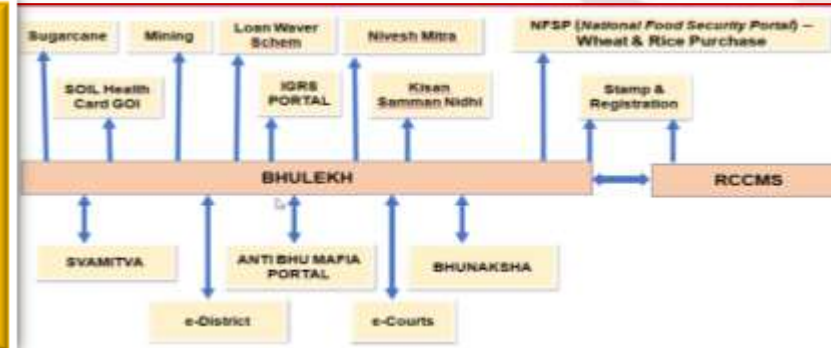 Sugarcane
Mining
Loan Waver
Schem
Nivesh Mitra
NFSP (National Food Security Portal) –
Wheat & Rice Purchase
SOIL Health
Card GOI
IGRS
PORTAL
Kisan
Samman Nidhi
Stamp &
Registration
BHULEKH
RCCMS
SVAMITVA
ANTI BHU MAFIA
PORTAL
BHUNAKSHA
e-District
e-Courts